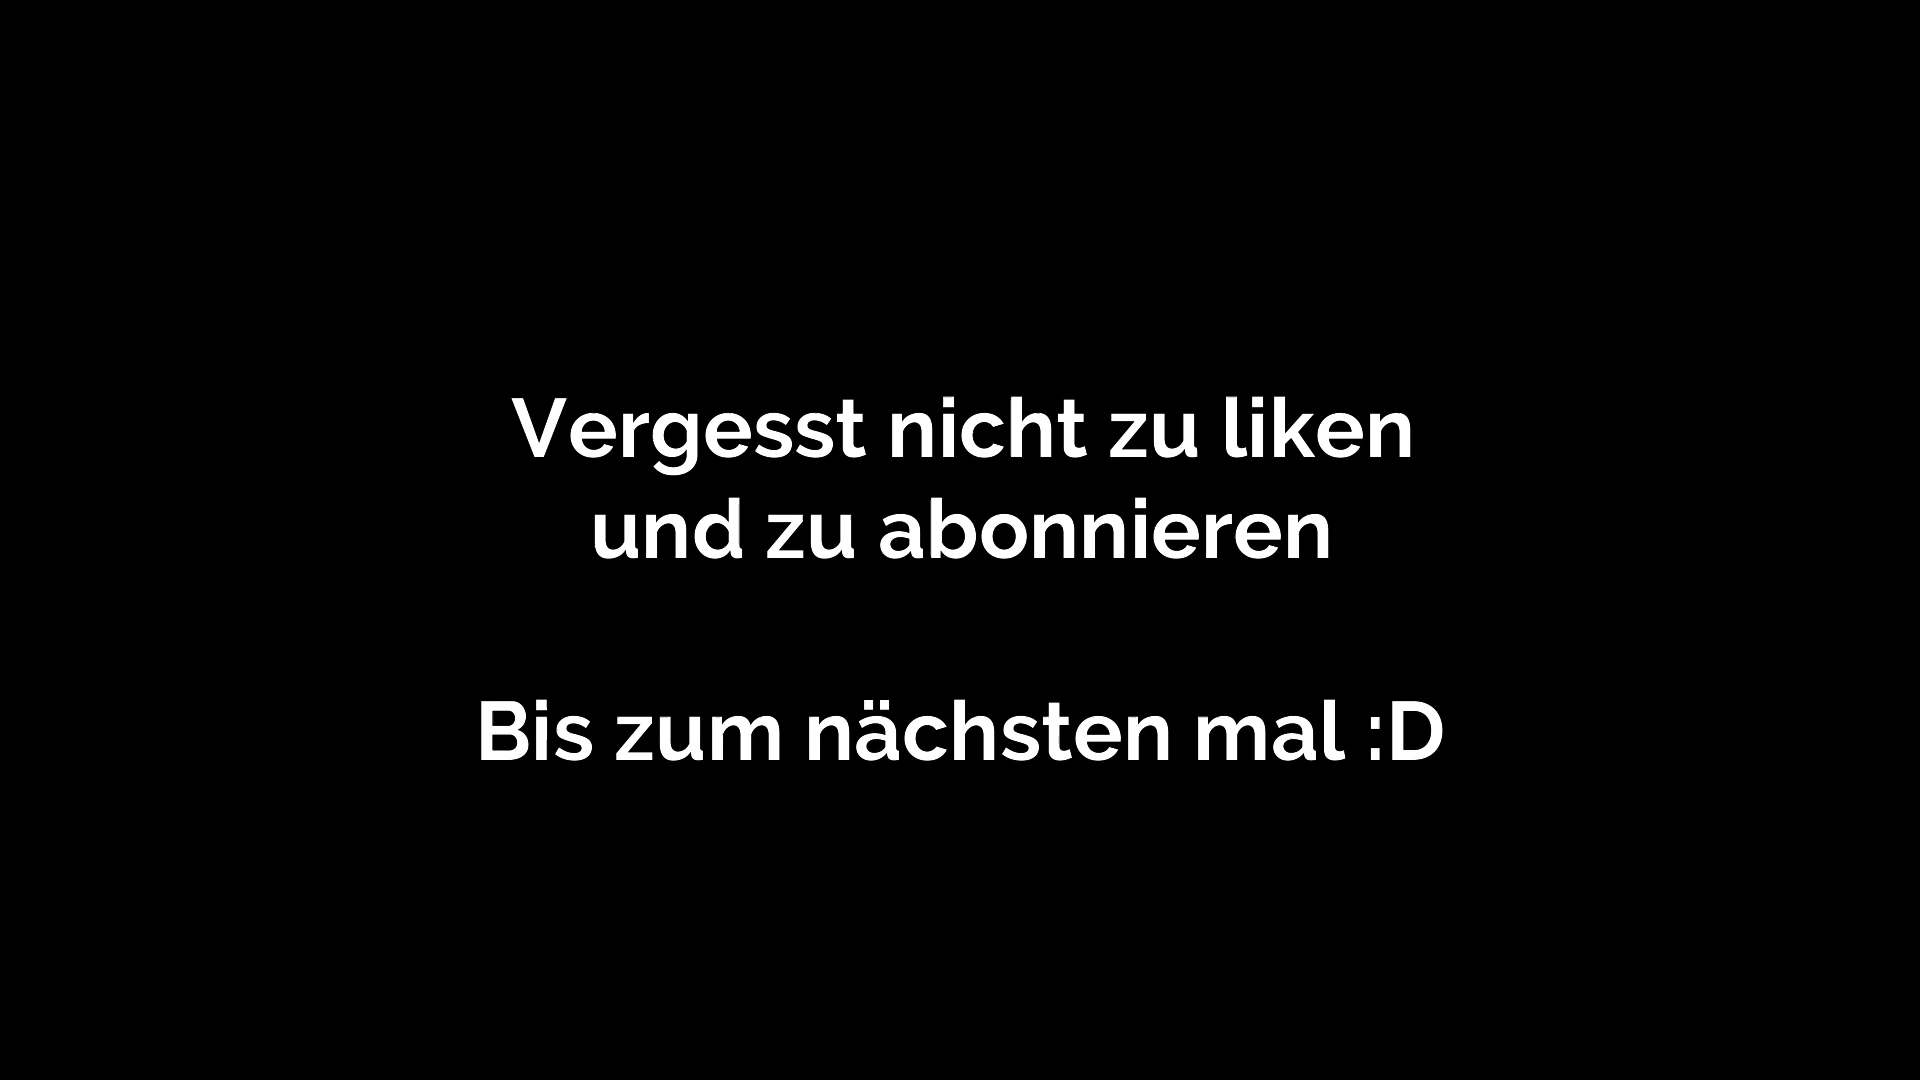 Vergesst nicht zu liken
und zu abonnieren
Bis zum nächsten mal :D